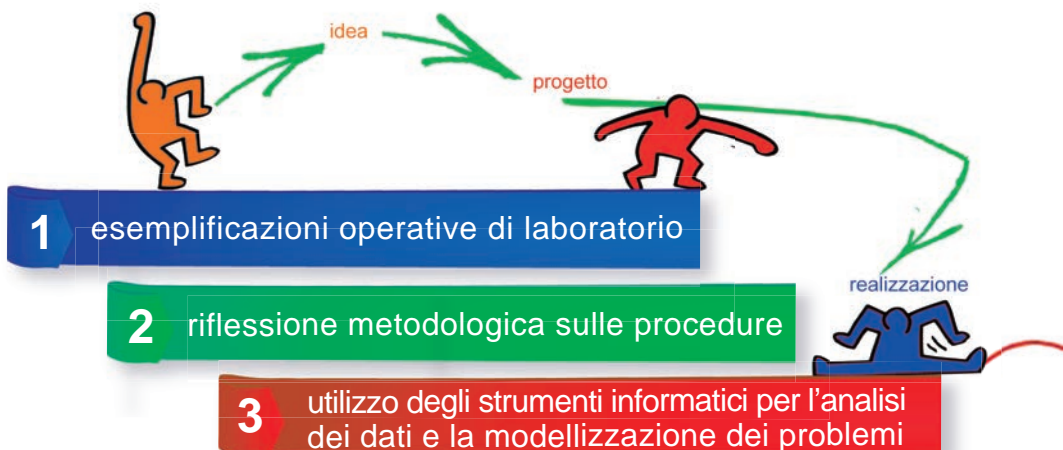 idea
progetto
1 esemplificazioni operative di laboratorio
realizzazione
2 riflessione metodologica sulle procedure
3 utilizzo degli strumenti informatici per l'analisi
dei dati e la modellizzazione dei problemi